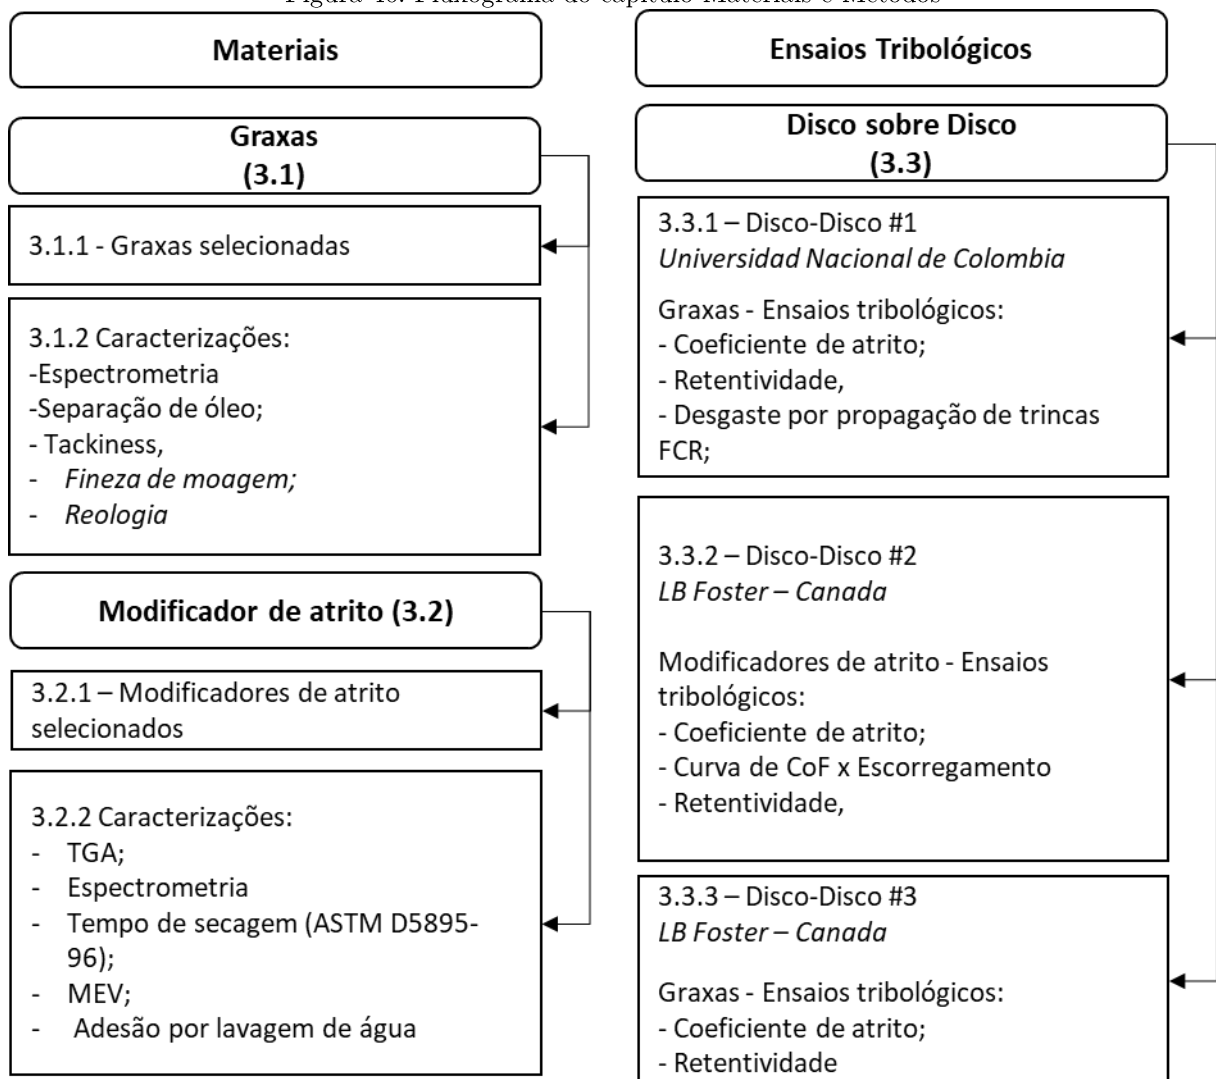 Figura 46: Fluxograma do capítulo Materiais e Métodos
Materiais
Graxas
(3.1)
3.1.1 - Graxas selecionadas
3.1.2 Caracterizações:
-Espectrometria
-Separação de óleo;
- Tackiness,
- Fineza de moagem;
- Reologia
Modificador de atrito (3.2)
3.2.1 – Modificadores de atrito
selecionados
3.2.2 Caracterizações:
- TGA;
- Espectrometria
- Tempo de secagem (ASTM D5895-
96);
- MEV;
- Adesão por lavagem de água
Ensaios Tribológicos
Disco sobre Disco
(3.3)
3.3.1 – Disco-Disco #1
Universidad Nacional de Colombia
Graxas - Ensaios tribológicos:
- Coeficiente de atrito;
- Retentividade,
- Desgaste por propagação de trincas
FCR;
3.3.2 – Disco-Disco #2
LB Foster – Canada
Modificadores de atrito - Ensaios
tribológicos:
- Coeficiente de atrito;
- Curva de CoF x Escorregamento
- Retentividade,
3.3.3 – Disco-Disco #3
LB Foster – Canada
Graxas - Ensaios tribológicos:
- Coeficiente de atrito;
- Retentividade